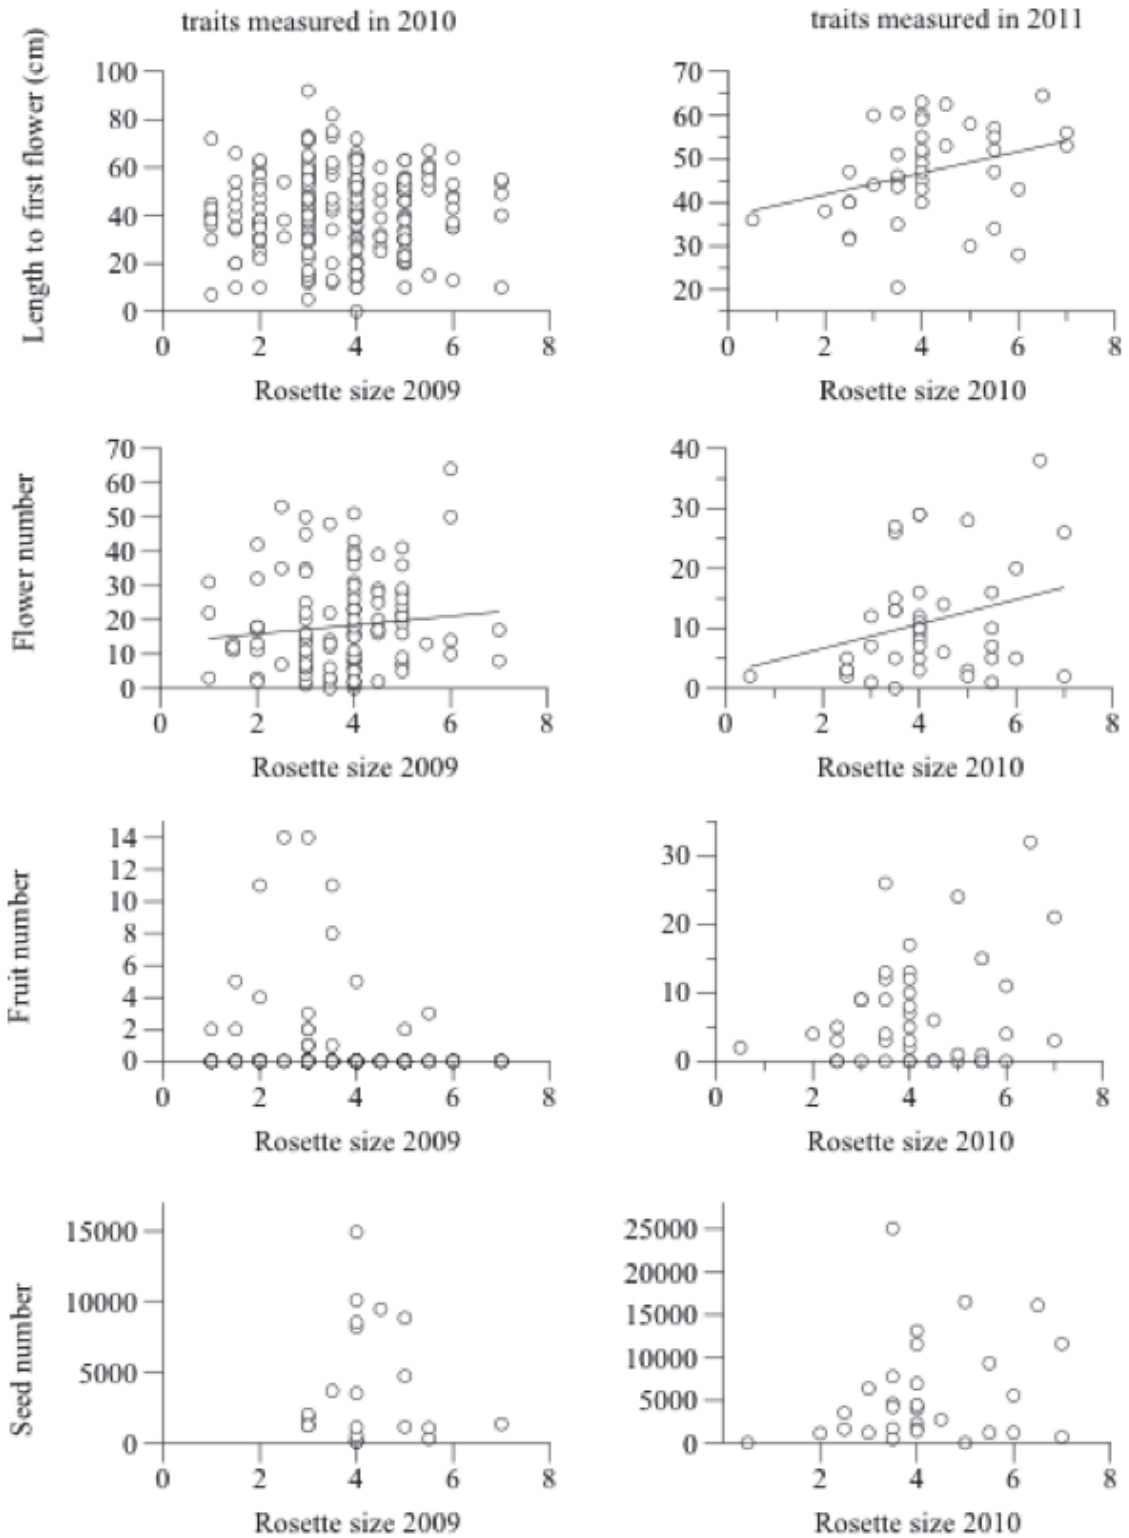 traits measured in 2010
traits measured in 2011
Length to first flower (cm)
100
80
60
40
20
0
0 2 4 6 8
Rosette size 2009
70
60
50
40
30
20
0 2 4 6 8
Rosette size 2010
Flower number
70
60
50
40
30
20
10
0
0 2 4 6 8
Rosette size 2009
40
30
20
10
0
0 2 4 6 8
Rosette size 2010
Fruit number
14
12
10
8
6
4
2
0
0 2 4 6 8
Rosette size 2009
30
20
10
0
0 2 4 6 8
Rosette size 2010
Seed number
15000
10000
5000
0
0 2 4 6 8
Rosette size 2009
25000
20000
15000
10000
5000
0
2 4 6 8
Rosette size 2010